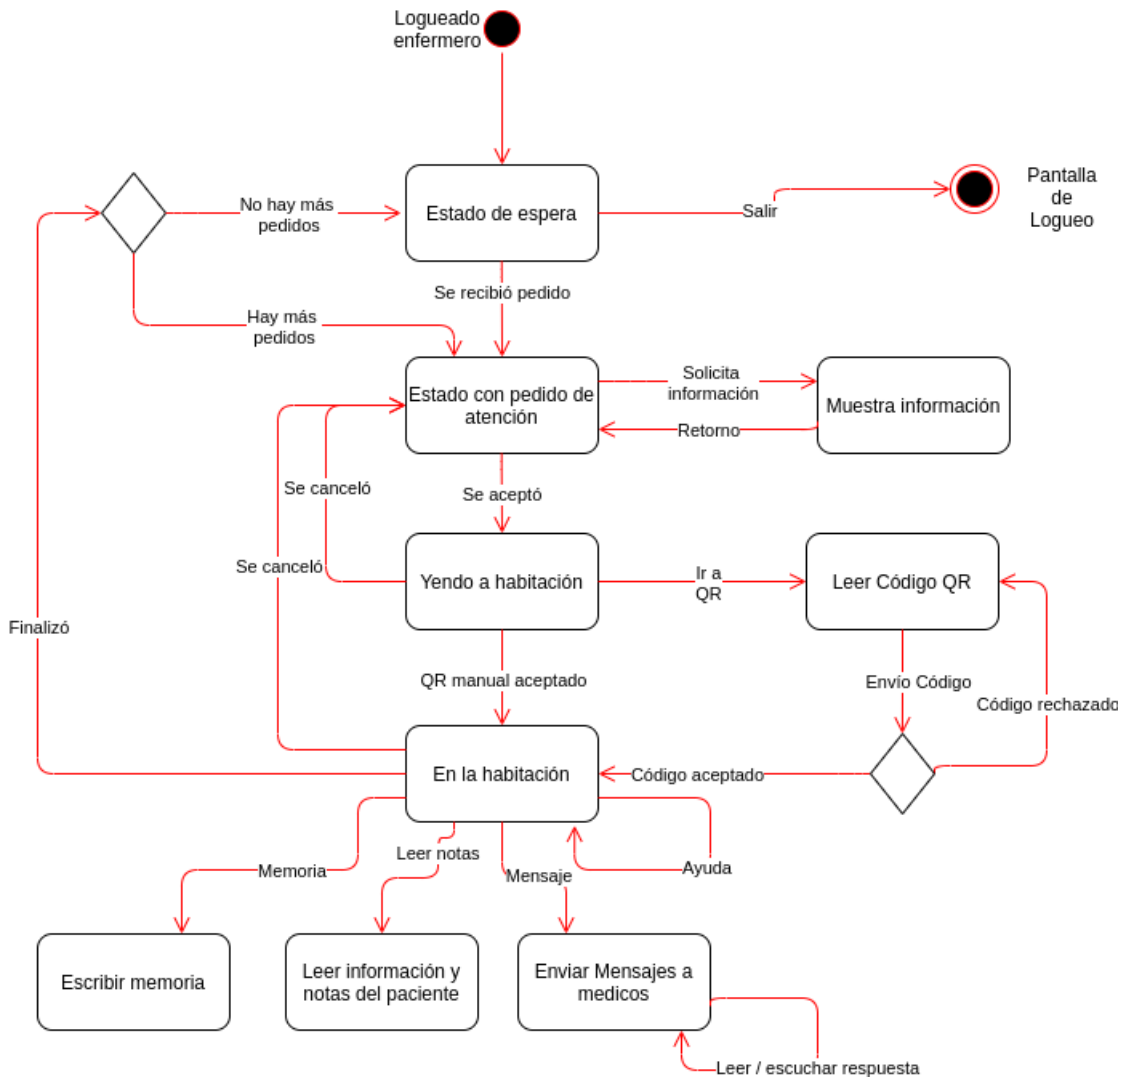 Logueado
enfermero
Pantalla
de
Logueo
No hay más
pedidos
Estado de espera
Salir
Se recibió pedido
Hay más
pedidos
Estado con pedido de
atención
Solicita
información
Muestra información
Retorno
Se canceló
Se aceptó
Se canceló
Yendo a habitación
Ir a
QR
Leer Código QR
Finalizó
QR manual aceptado
Envío Código
Código rechazado
En la habitación
Código aceptado
Leer notas
Memoria
Mensaje
Ayuda
Escribir memoria
Leer información y
notas del paciente
Enviar Mensajes a
medicos
Leer / escuchar respuesta